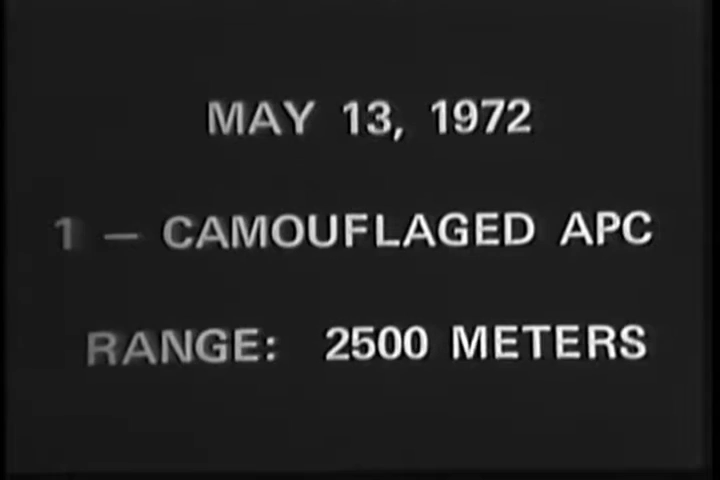 MAY 13, 1972
1 — CAMOUFLAGED APC
RANGE: 2500 METERS